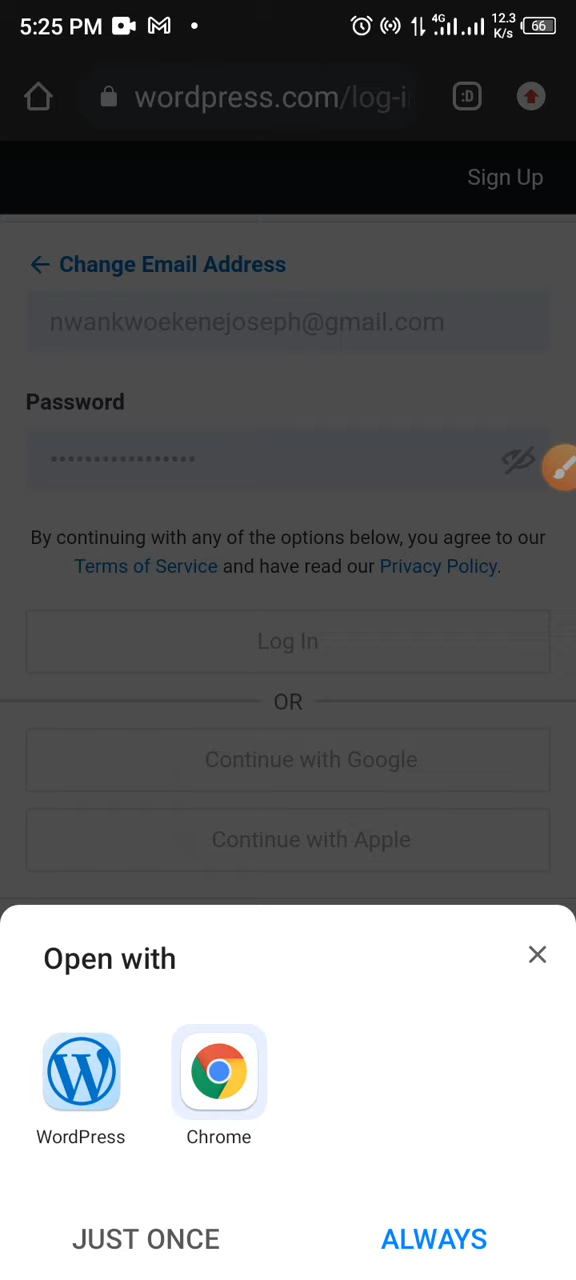 5:25 PM 4G 12.3 K/s 66
wordpress.com/log-i :D
Sign Up
← Change Email Address
nwankwoekenejoseph@gmail.com
Password
•••••••••••••••••
By continuing with any of the options below, you agree to our
Terms of Service and have read our Privacy Policy.
Log In
OR
Continue with Google
Continue with Apple
Open with
WordPress Chrome
JUST ONCE ALWAYS